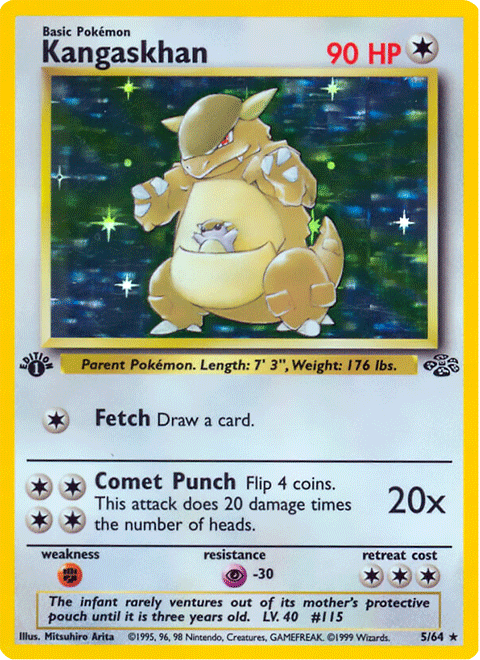 Basic Pokémon
Kangaskhan 90 HP
EDITION
1
Parent Pokémon. Length: 7' 3", Weight: 176 lbs.
Fetch Draw a card.
Comet Punch Flip 4 coins.
This attack does 20 damage times
the number of heads.
20x
weakness resistance retreat cost
-30
The infant rarely ventures out of its mother's protective
pouch until it is three years old. LV. 40 #115
Illus. Mitsuhiro Arita ©1995, 96, 98 Nintendo, Creatures, GAMEFREAK. ©1999 Wizards. 5/64 ★